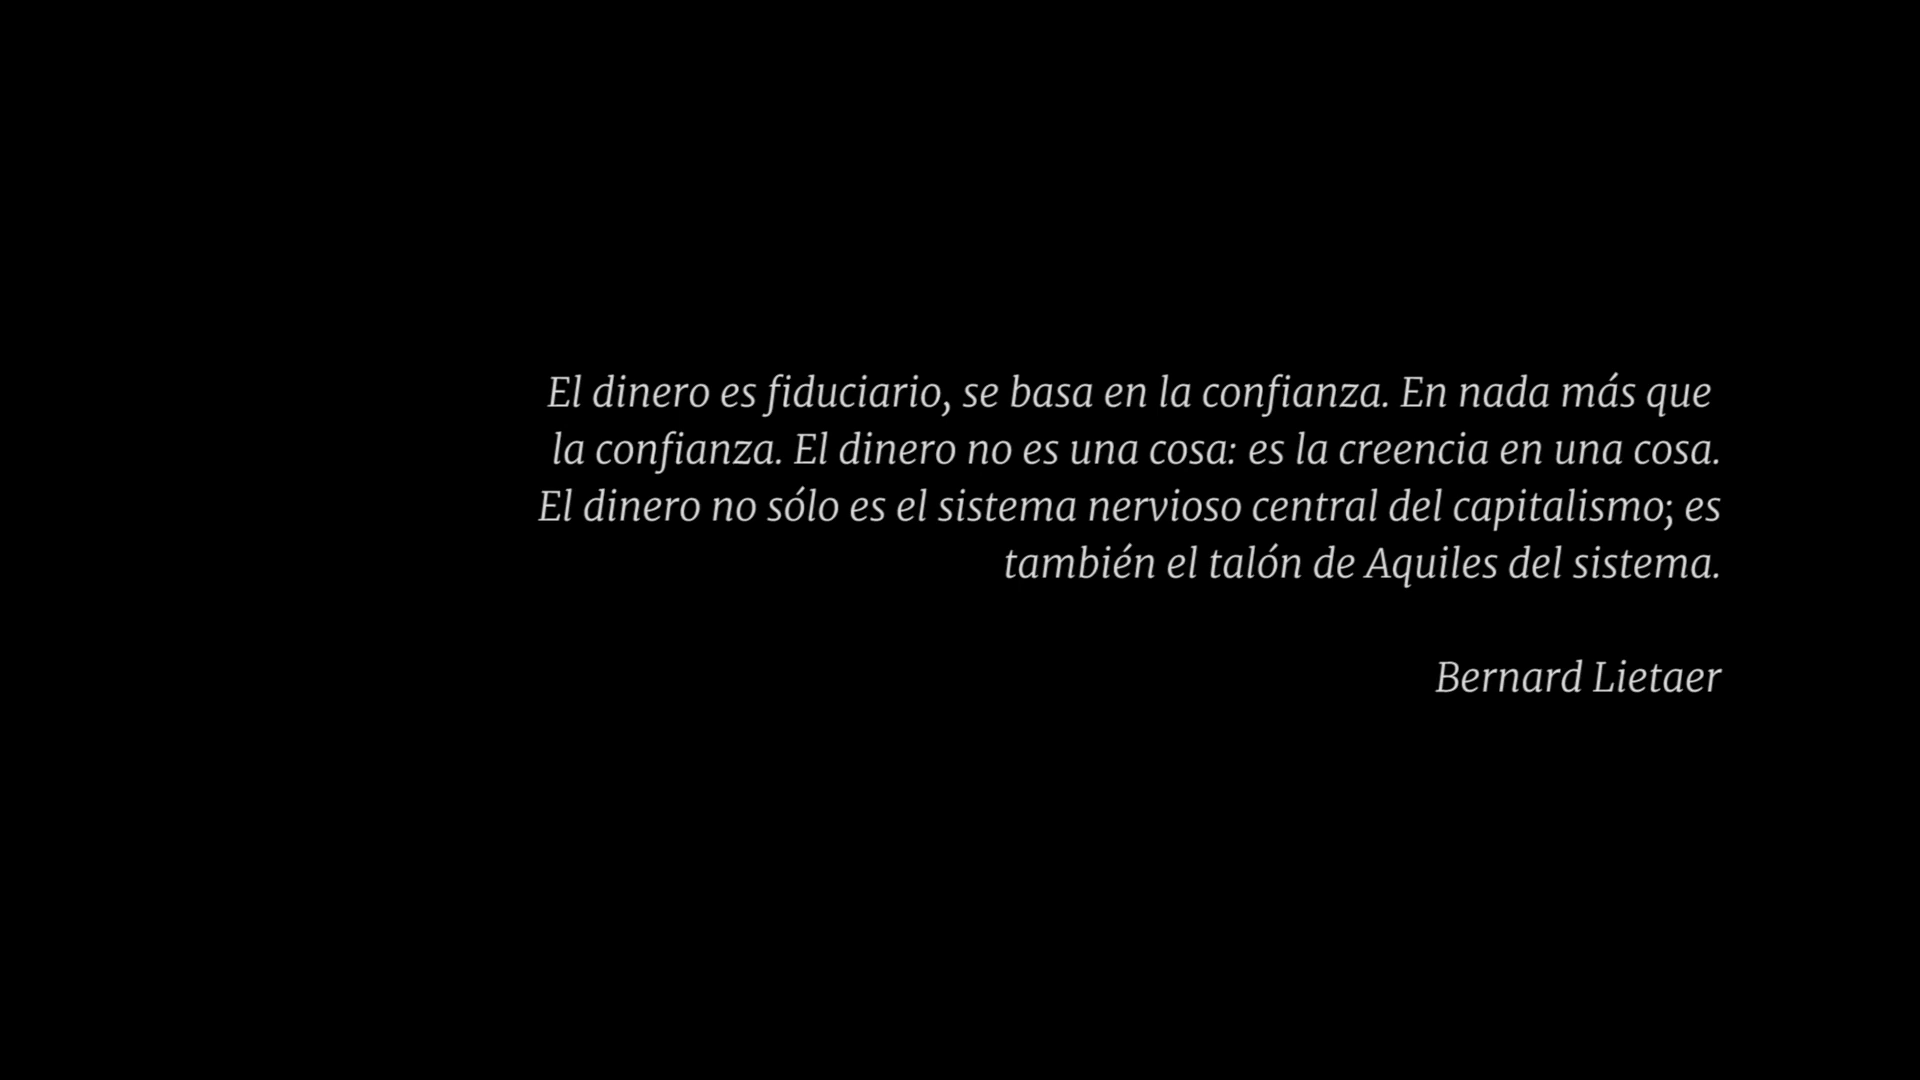 El dinero es fiduciario, se basa en la confianza. En nada más que
la confianza. El dinero no es una cosa: es la creencia en una cosa.
El dinero no sólo es el sistema nervioso central del capitalismo; es
también el talón de Aquiles del sistema.
Bernard Lietaer